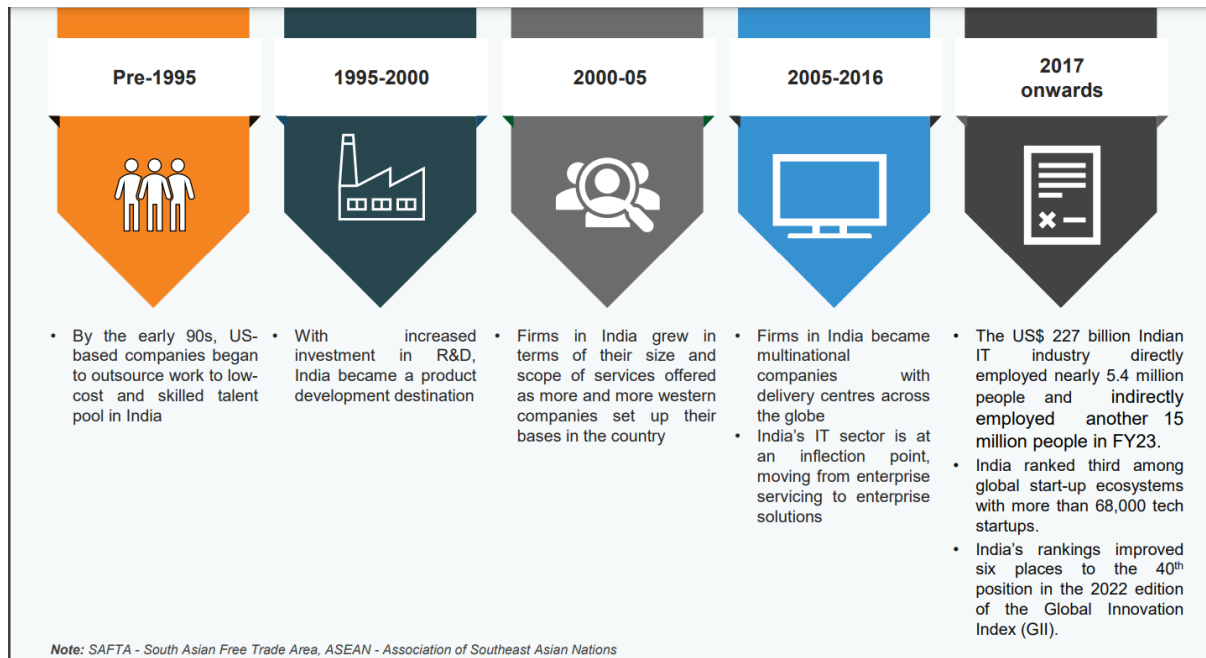 Pre-1995
1995-2000
2000-05
2005-2016
2017
onwards
• By the early 90s, US-
based companies began
to outsource work to low-
cost and skilled talent
pool in India
• With increased
investment in R&D,
India became a product
development destination
• Firms in India grew in
terms of their size and
scope of services offered
as more and more western
companies set up their
bases in the country
• Firms in India became
multinational
companies with
delivery centres across
the globe
• India's IT sector is at
an inflection point,
moving from enterprise
servicing to enterprise
solutions
• The US$ 227 billion Indian
IT industry directly
employed nearly 5.4 million
people and indirectly
employed another 15
million people in FY23.
• India ranked third among
global start-up ecosystems
with more than 68,000 tech
startups.
• India's rankings improved
six places to the 40th
position in the 2022 edition
of the Global Innovation
Index (GII).
Note: SAFTA - South Asian Free Trade Area, ASEAN - Association of Southeast Asian Nations